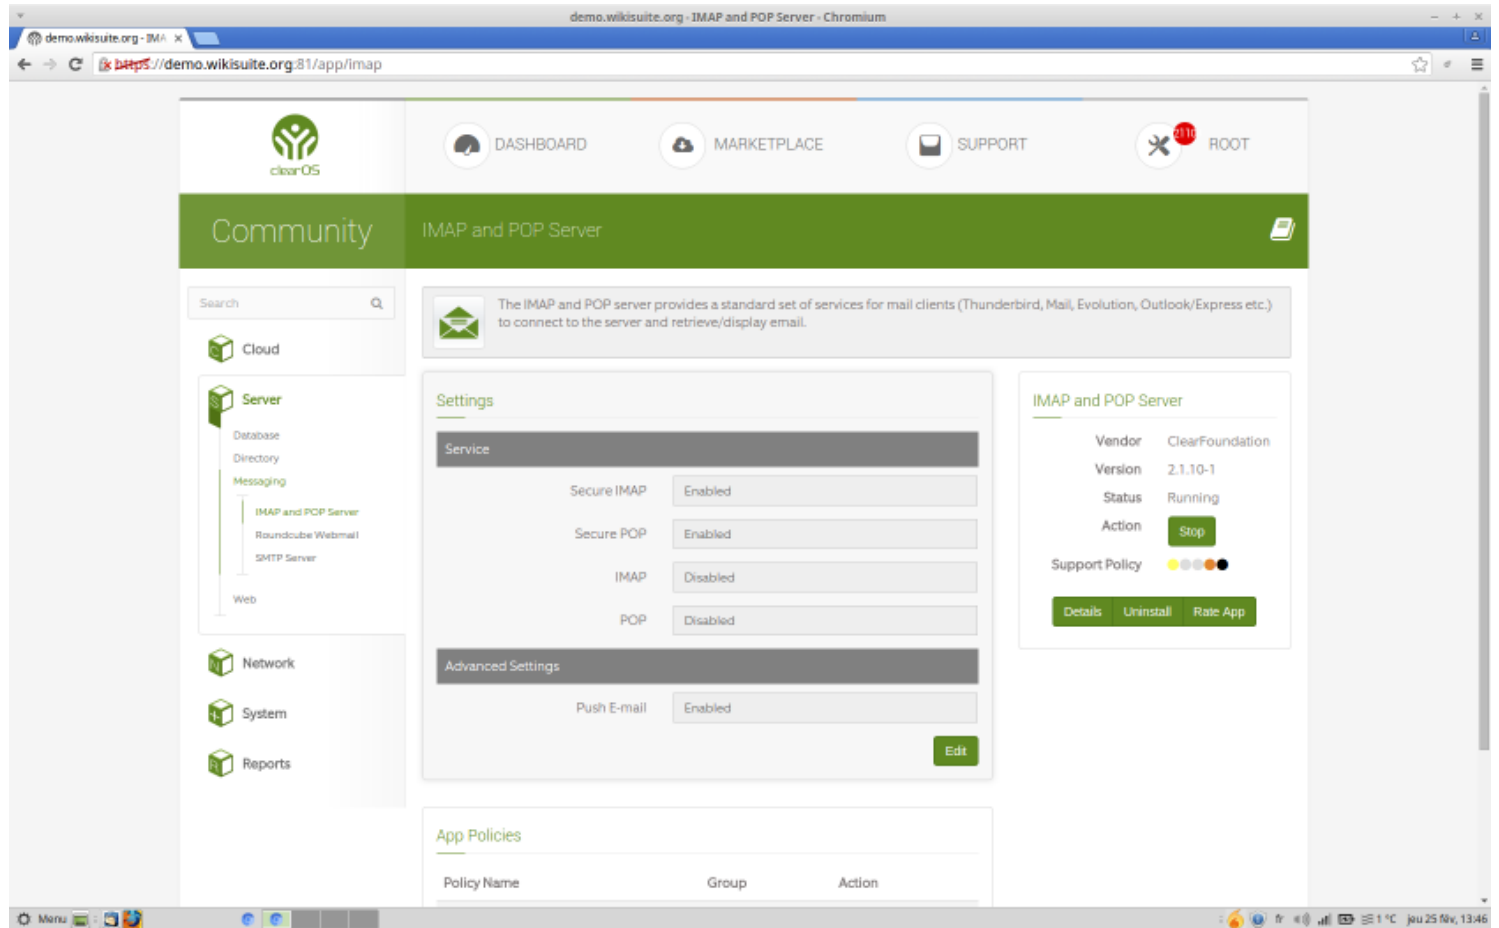 demo.wikisuite.org - IMAP and POP Server - Chromium
demo.wikisuite.org - IMA
https://demo.wikisuite.org:81/app/imap
clearOS
DASHBOARD
MARKETPLACE
SUPPORT
2110
ROOT
Community
IMAP and POP Server
Search
The IMAP and POP server provides a standard set of services for mail clients (Thunderbird, Mail, Evolution, Outlook/Express etc.)
to connect to the server and retrieve/display email.
Cloud
Server
Database
Directory
Messaging
IMAP and POP Server
Roundcube Webmail
SMTP Server
Web
Network
System
Reports
Settings
Service
Secure IMAP Enabled
Secure POP Enabled
IMAP Disabled
POP Disabled
Advanced Settings
Push E-mail Enabled
Edit
IMAP and POP Server
Vendor ClearFoundation
Version 2.1.10-1
Status Running
Action Stop
Support Policy
Details Uninstall Rate App
App Policies
Policy Name Group Action
Menu
fr
1 °C
jeu 25 fév, 13:46